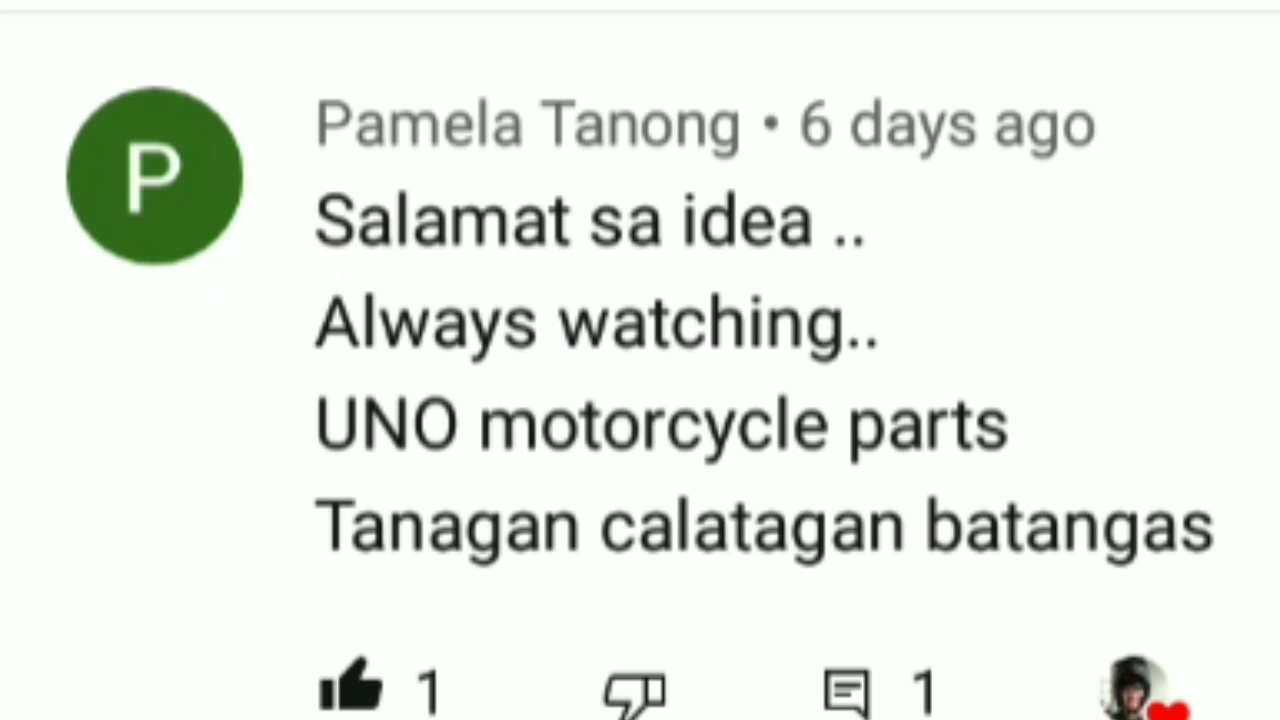 P
Pamela Tanong • 6 days ago
Salamat sa idea ..
Always watching..
UNO motorcycle parts
Tanagan calatagan batangas
1 1